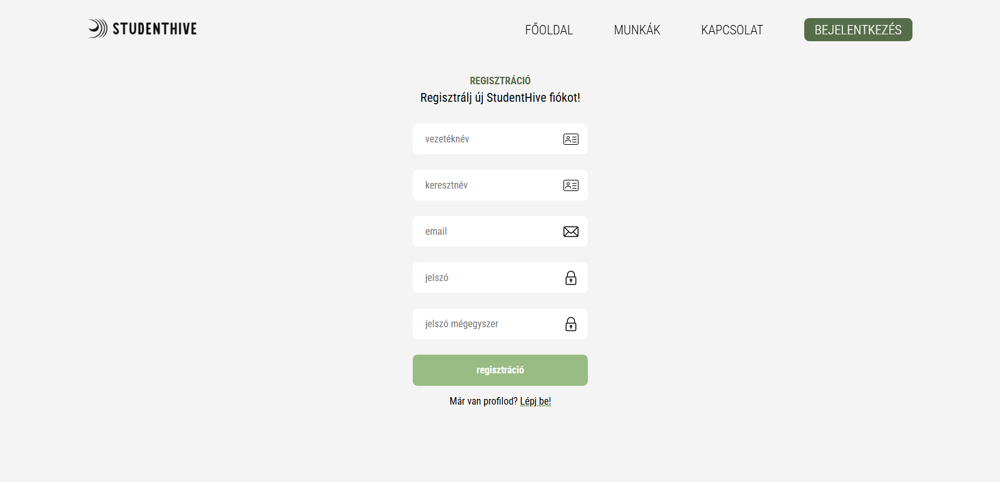 STUDENTHIVE
FŐOLDAL MUNKÁK KAPCSOLAT BEJELENTKEZÉS
REGISZTRÁCIÓ
Regisztrálj új StudentHive fiókot!
vezetéknév
keresztnév
email
jelszó
jelszó mégegyszer
regisztráció
Már van profilod? Lépj be!